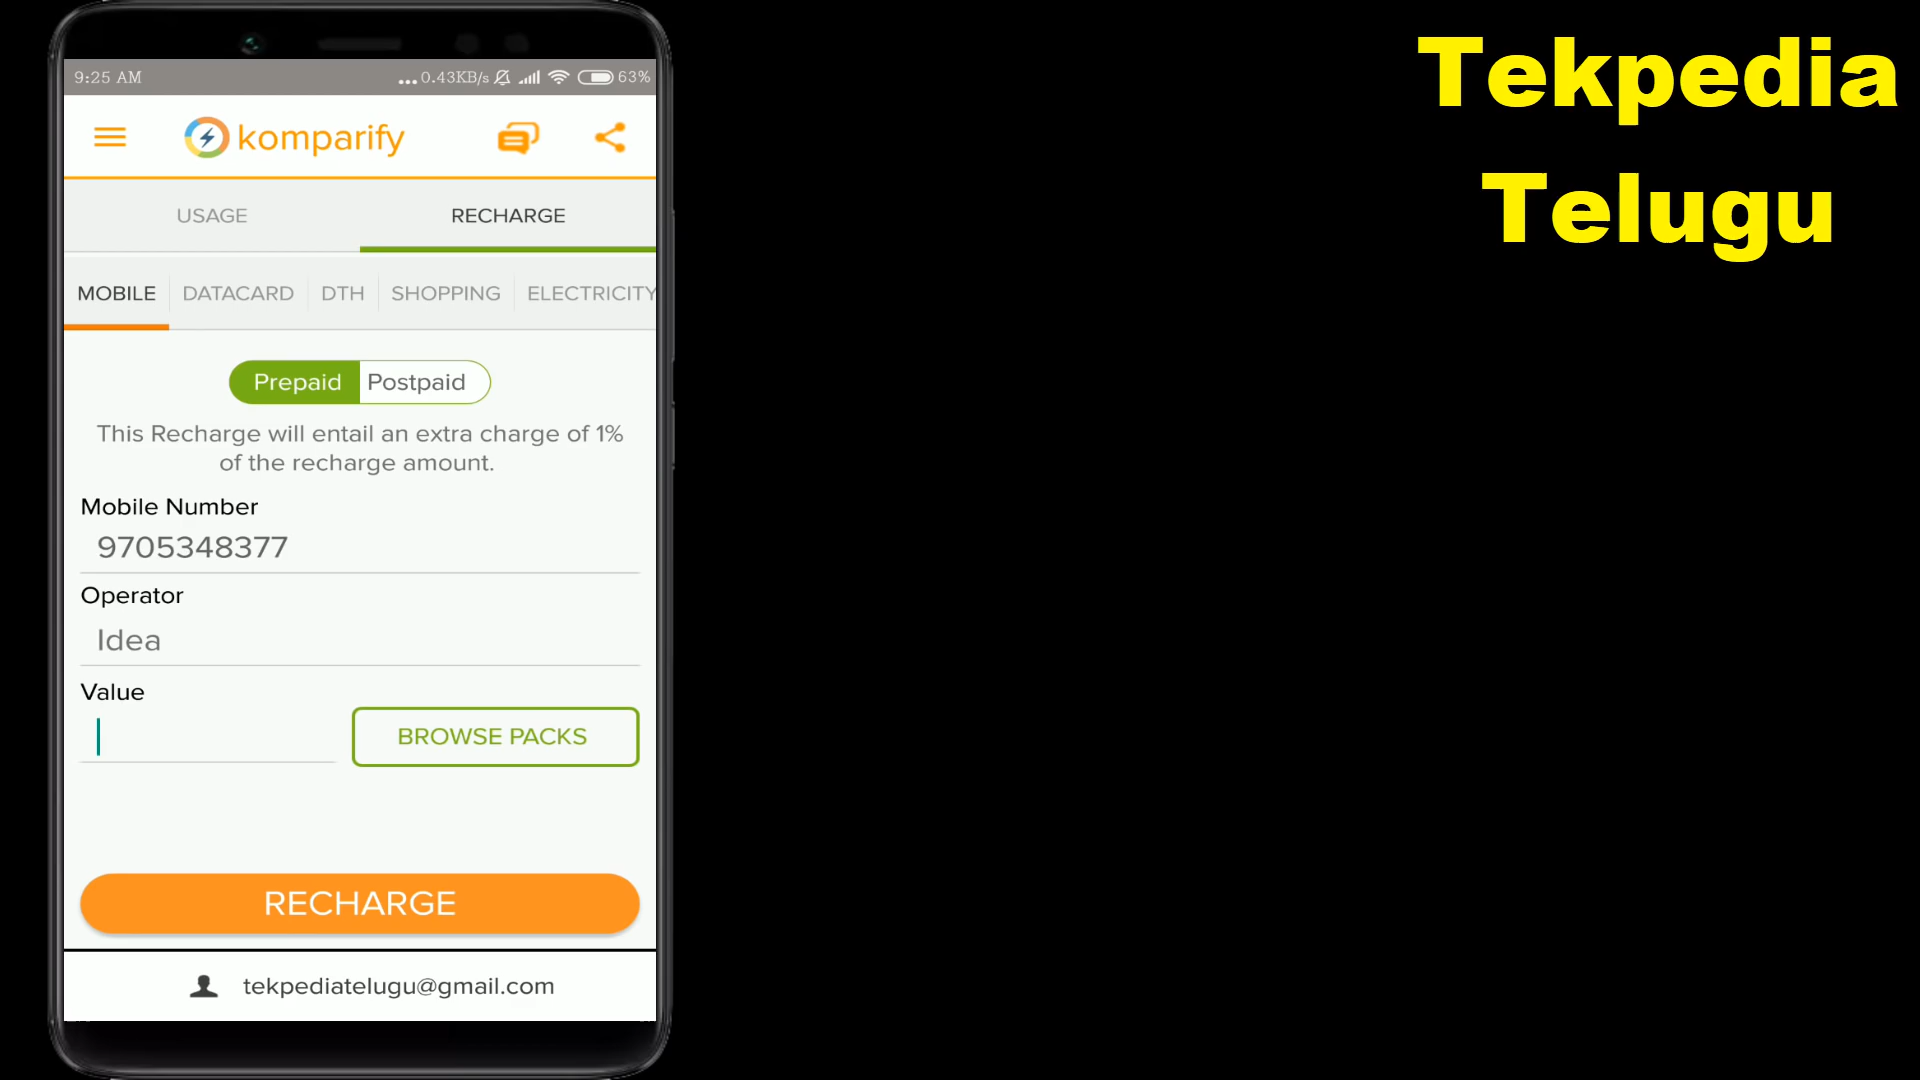 9:25 AM ...0.43KB/s 63%
komparify
USAGE RECHARGE
MOBILE DATACARD DTH SHOPPING ELECTRICITY
Prepaid Postpaid
This Recharge will entail an extra charge of 1%
of the recharge amount.
Mobile Number
9705348377
Operator
Idea
Value
BROWSE PACKS
RECHARGE
tekpediatelugu@gmail.com
Tekpedia
Telugu